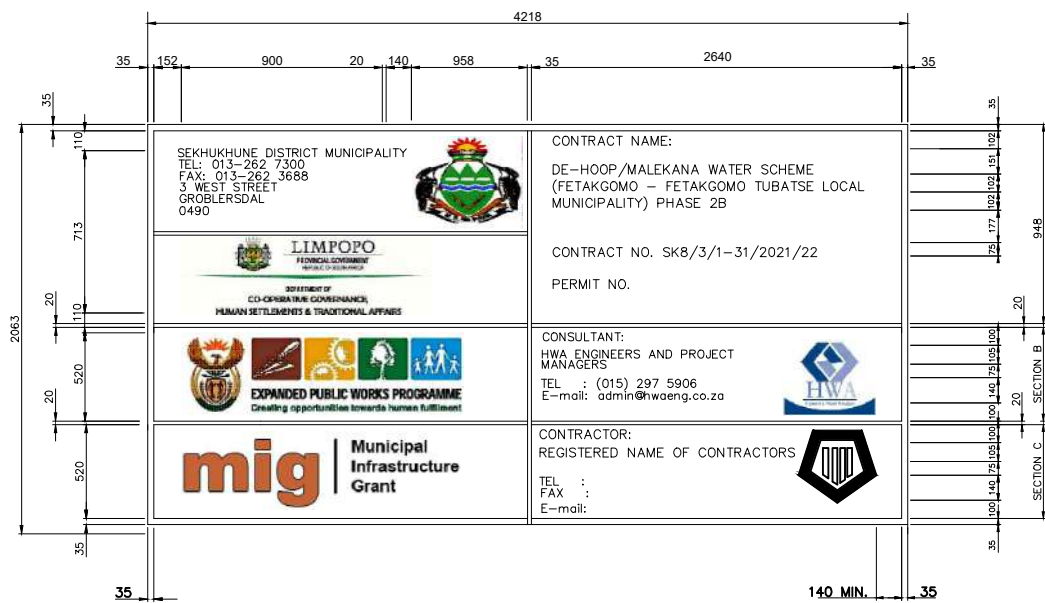 4218
35 152 900 20 140 958 35 2640 35
35
110
713
110
20
2063
520
20
520
35
SEKHUKHUNE DISTRICT MUNICIPALITY
TEL: 013-262 7300
FAX: 013-262 3688
3 WEST STREET
GROBLERSDAL
0490
LIMPOPO
PROVINCIAL GOVERNMENT
REPUBLIC OF SOUTH AFRICA
DEPARTMENT OF
CO-OPERATIVE GOVERNANCE,
HUMAN SETTLEMENTS & TRADITIONAL AFFAIRS
EXPANDED PUBLIC WORKS PROGRAMME
Creating opportunities towards human fulfilment
mig
Municipal
Infrastructure
Grant
CONTRACT NAME:
DE-HOOP/MALEKANA WATER SCHEME
(FETAKGOMO - FETAKGOMO TUBATSE LOCAL
MUNICIPALITY) PHASE 2B
CONTRACT NO. SK8/3/1-31/2021/22
PERMIT NO.
CONSULTANT:
HWA ENGINEERS AND PROJECT
MANAGERS
TEL : (015) 297 5906
E-mail: admin@hwaeng.co.za
HWA
CONTRACTOR:
REGISTERED NAME OF CONTRACTORS
TEL :
FAX :
E-mail:
35
102
151
102
102
177
75
948
20
100
105
75
140
100
SECTION B
20
100
105
75
140
100
SECTION C
35
35
140 MIN.
35